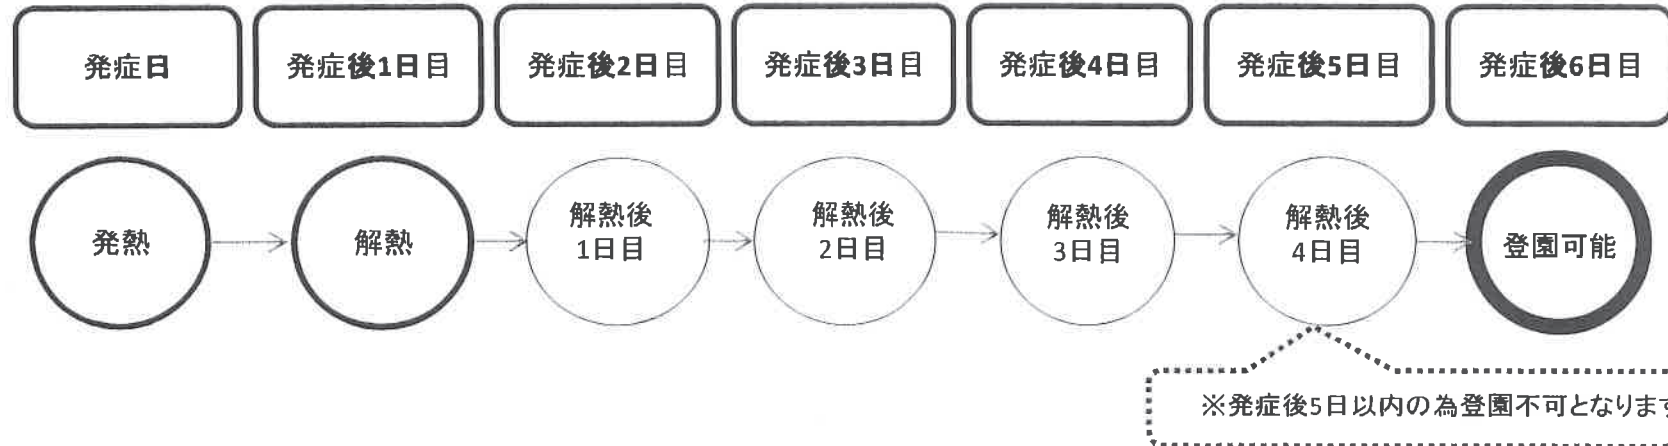 発症日 発症後1日目 発症後2日目 発症後3日目 発症後4日目 発症後5日目 発症後6日目
発熱
解熱
解熱後
1日目
解熱後
2日目
解熱後
3日目
解熱後
4日目
登園可能
※発症後5日以内の為登園不可となります